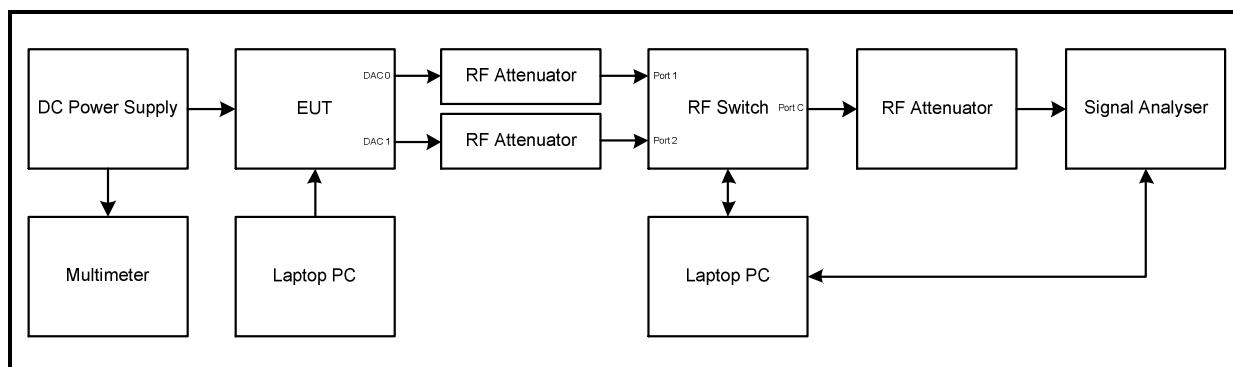 DC Power Supply
EUT
DAC 0
DAC 1
RF Attenuator
RF Attenuator
Port 1
Port 2
RF Switch
Port C
RF Attenuator
Signal Analyser
Multimeter
Laptop PC
Laptop PC